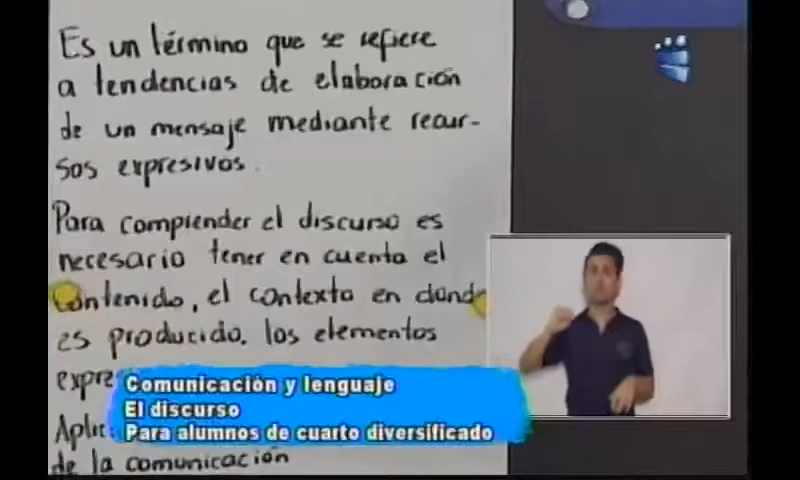 Es un término que se refiere
a tendencias de elaboración
de un mensaje mediante recur-
sos expresivos.
Para comprender el discurso es
necesario tener en cuenta el
contenido, el contexto en donde
es producido, los elementos
expre
Aplic
de la comunicación
Comunicación y lenguaje
El discurso
Para alumnos de cuarto diversificado